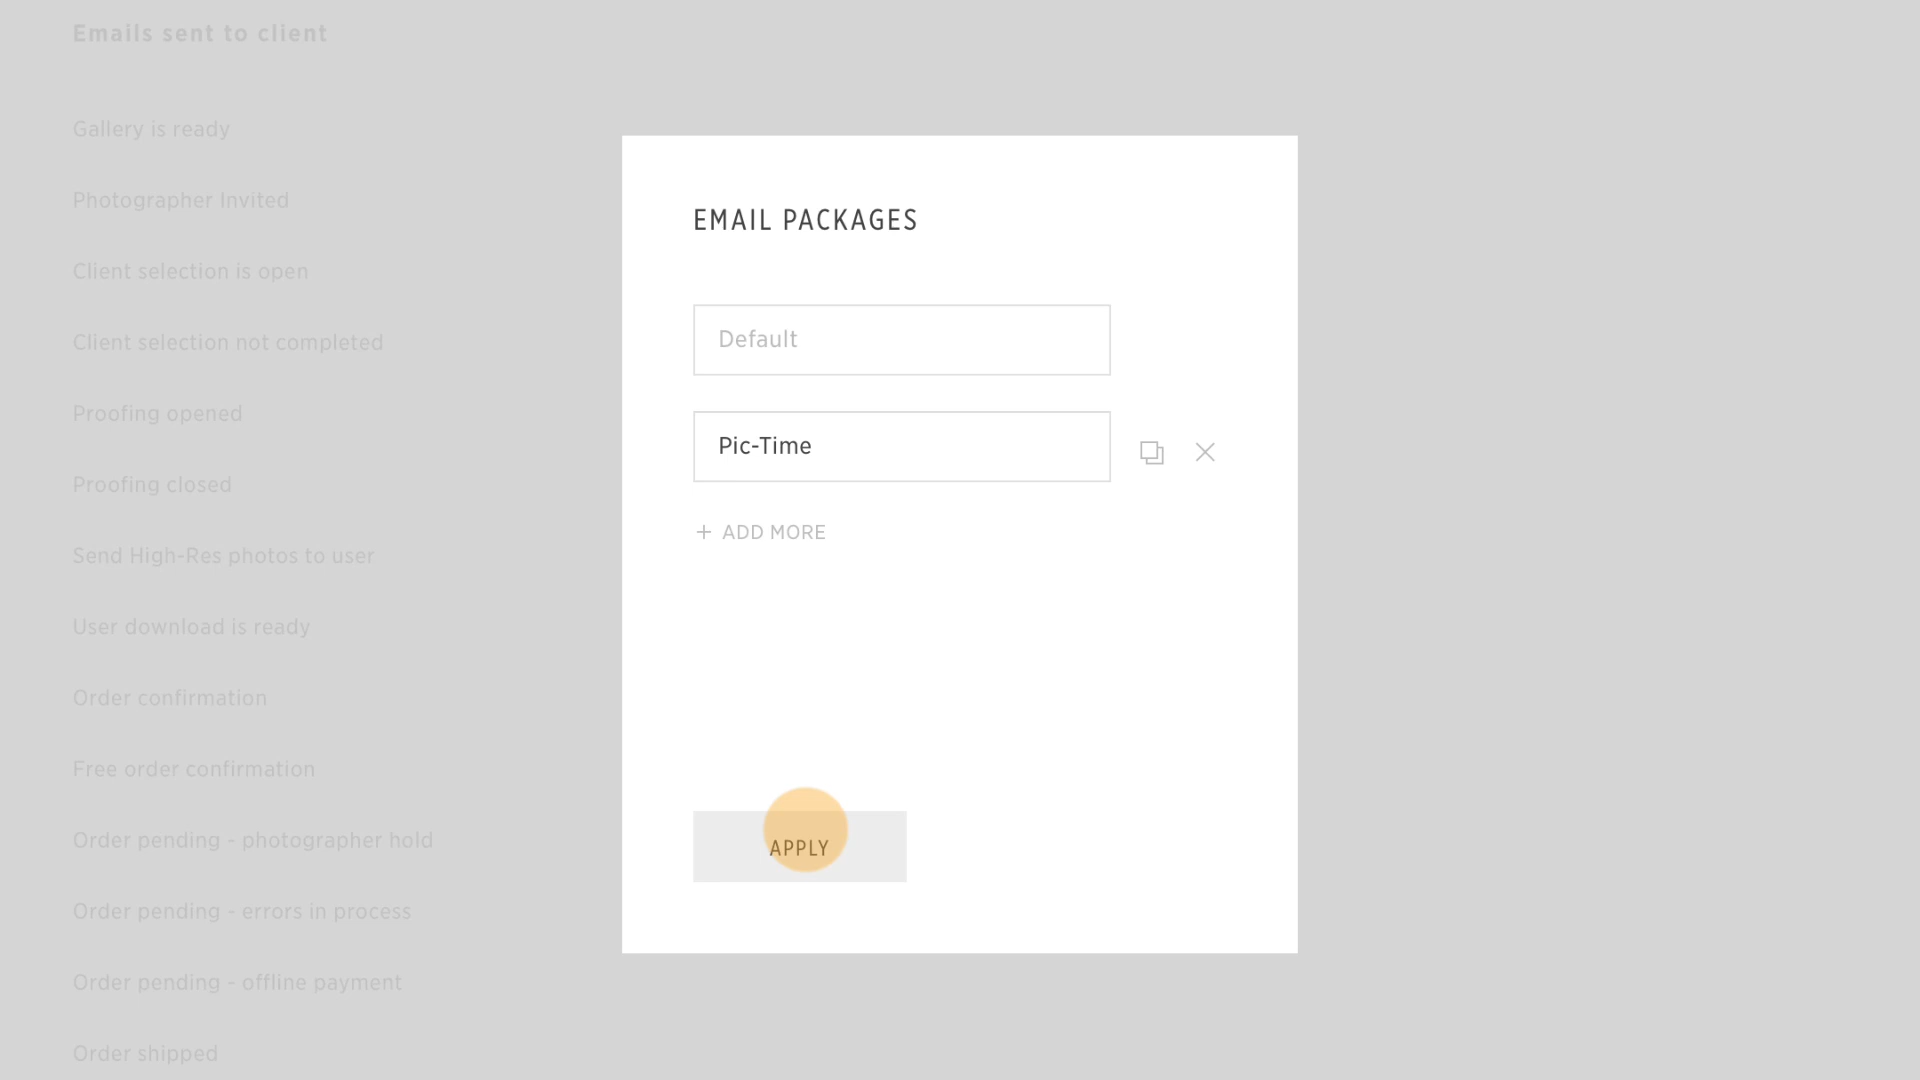 Emails sent to client
Gallery is ready
Photographer Invited
Client selection is open
Client selection not completed
Proofing opened
Proofing closed
Send High-Res photos to user
User download is ready
Order confirmation
Free order confirmation
Order pending - photographer hold
Order pending - errors in process
Order pending - offline payment
Order shipped
EMAIL PACKAGES
Default
Pic-Time
+ ADD MORE
APPLY